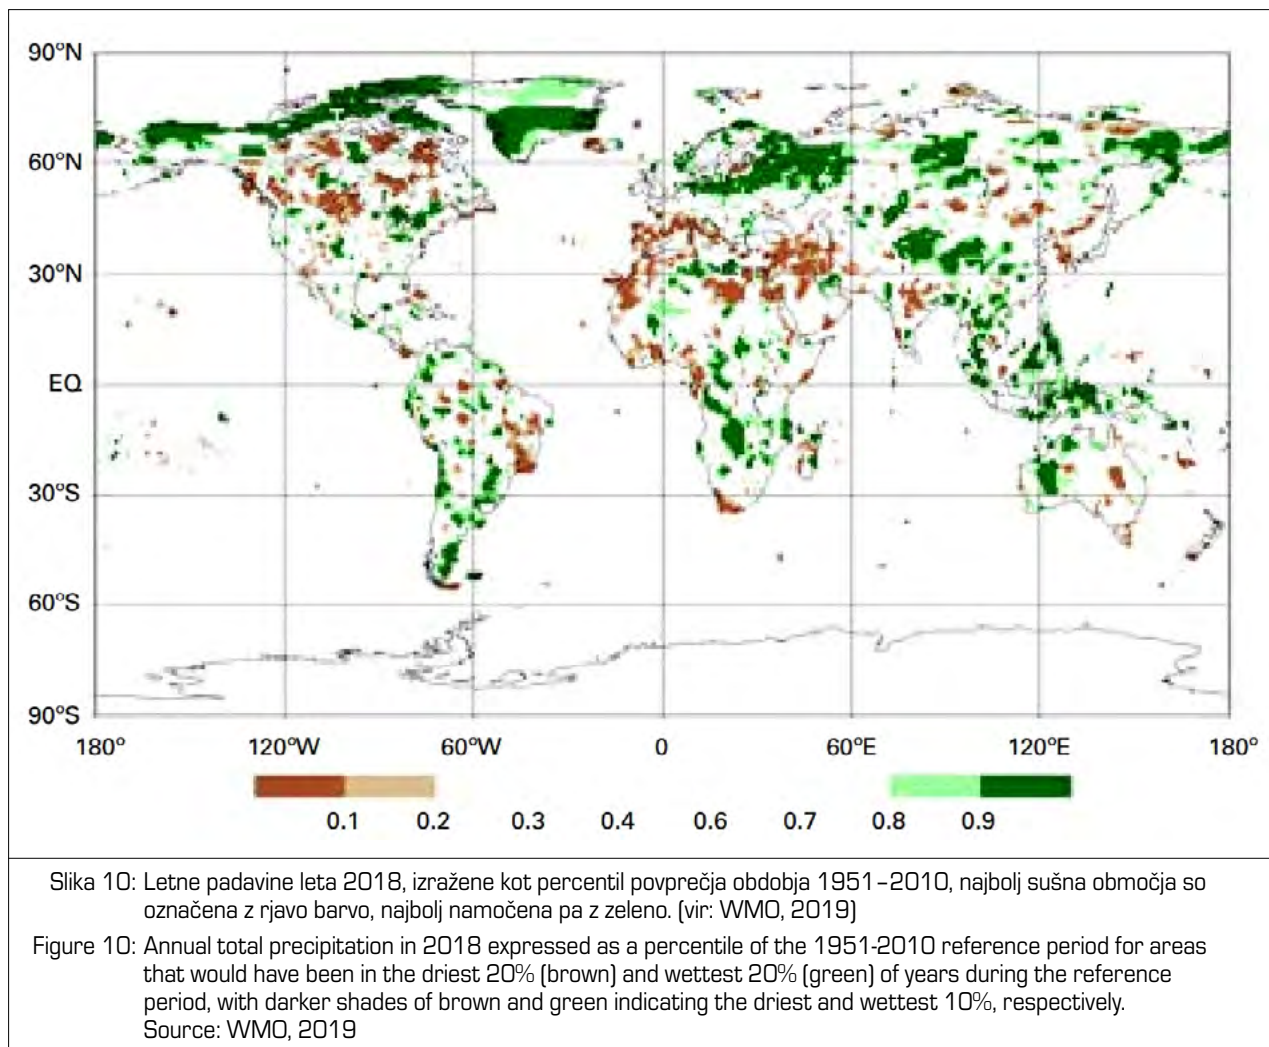 90°N
60°N
30°N
EQ
30°S
60°S
90°S
180° 120°W 60°W 0 60°E 120°E 180°
0.1 0.2 0.3 0.4 0.6 0.7 0.8 0.9
Slika 10: Letne padavine leta 2018, izražene kot percentil povprečja obdobja 1951–2010, najbolj sušna območja so
označena z rjavo barvo, najbolj namočena pa z zeleno. (vir: WMO, 2019)
Figure 10: Annual total precipitation in 2018 expressed as a percentile of the 1951-2010 reference period for areas
that would have been in the driest 20% (brown) and wettest 20% (green) of years during the reference
period, with darker shades of brown and green indicating the driest and wettest 10%, respectively.
Source: WMO, 2019